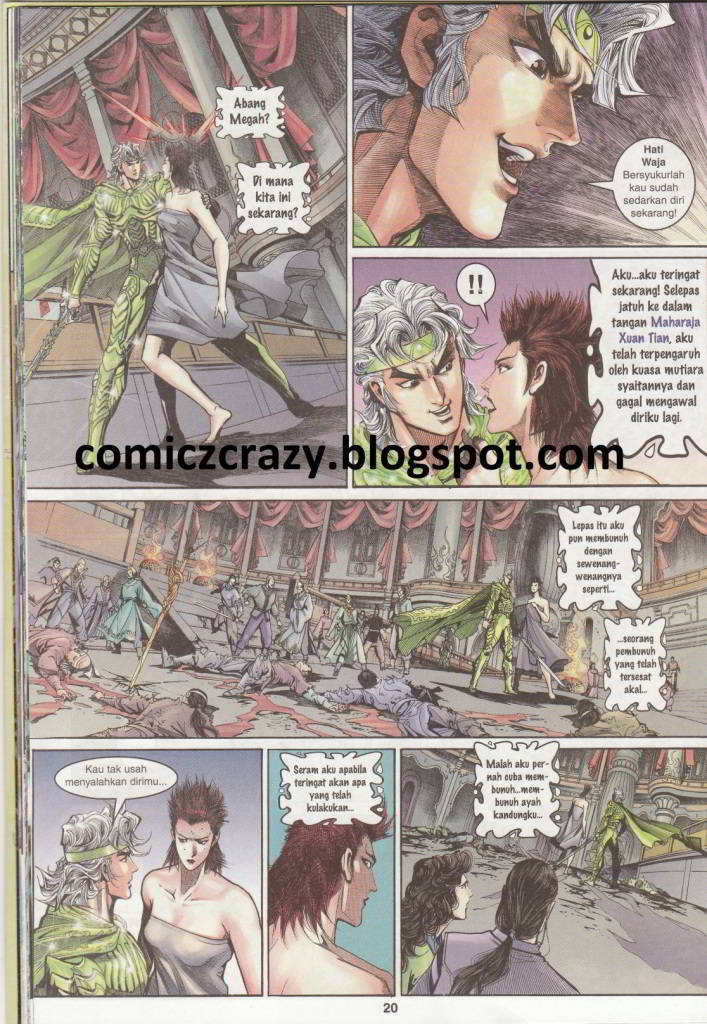 Abang
Megah?
Di mana
kita ini
sekarang?
Hati
Waja
Bersyukurlah
kau sudah
sedarkan diri
sekarang!
!!
Aku...aku teringat
sekarang! Selepas
jatuh ke dalam
tangan Maharaja
Xuan Tian, aku
telah terpengaruh
oleh kuasa mutiara
syaitannya dan
gagal mengawal
diriku lagi.
comiczcrazy.blogspot.com
Lepas itu aku
pun membunuh
dengan
sewenang-
wenangnya
seperti...
...seorang
pembunuh
yang telah
tersesat
akal...
Kau tak usah
menyalahkan dirimu...
Seram aku apabila
teringat akan apa
yang telah
kulakukan...
Malah aku per-
nah cuba mem-
bunuh..mem-
bunuh ayah
kandungku...
20